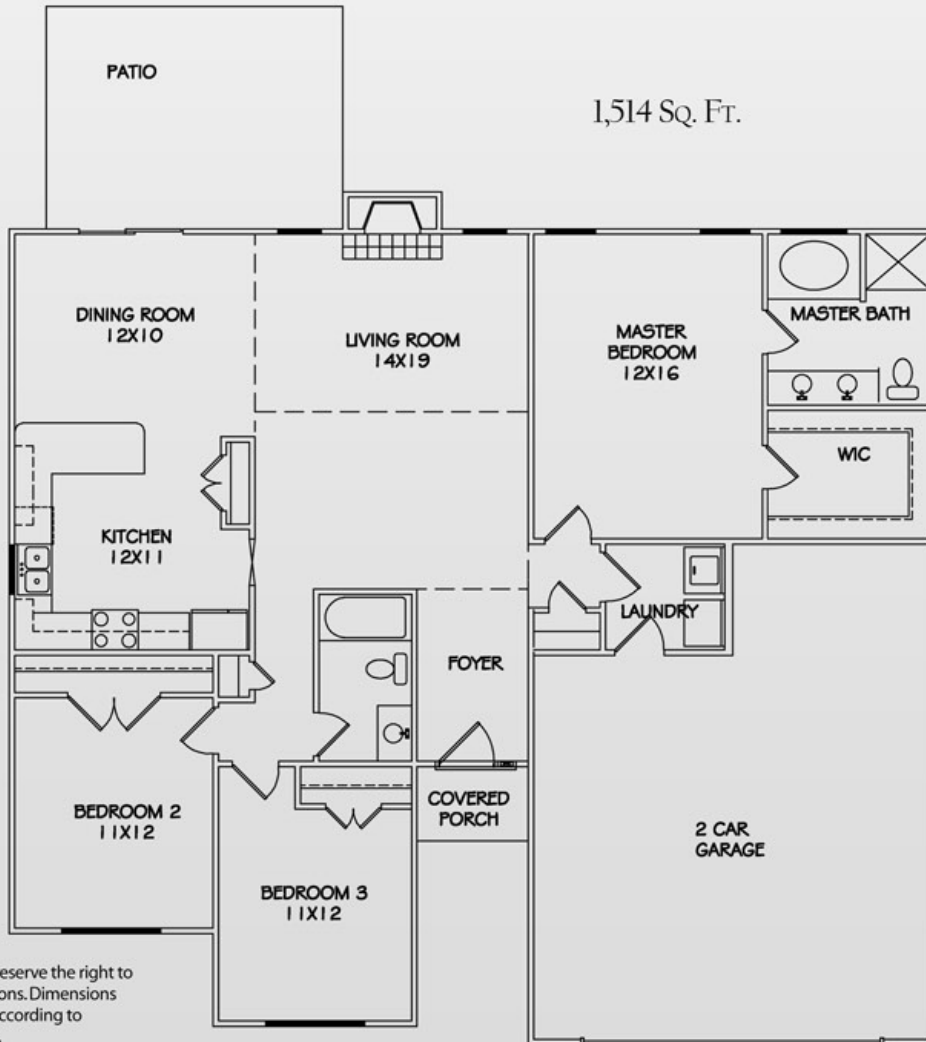 PATIO
1,514 SQ. FT.
DINING ROOM
12X10
LIVING ROOM
14X19
MASTER
BEDROOM
12X16
MASTER BATH
WIC
KITCHEN
12X11
LAUNDRY
FOYER
BEDROOM 2
11X12
COVERED
PORCH
2 CAR
GARAGE
BEDROOM 3
11X12
eserve the right to
ons. Dimensions
ccording to